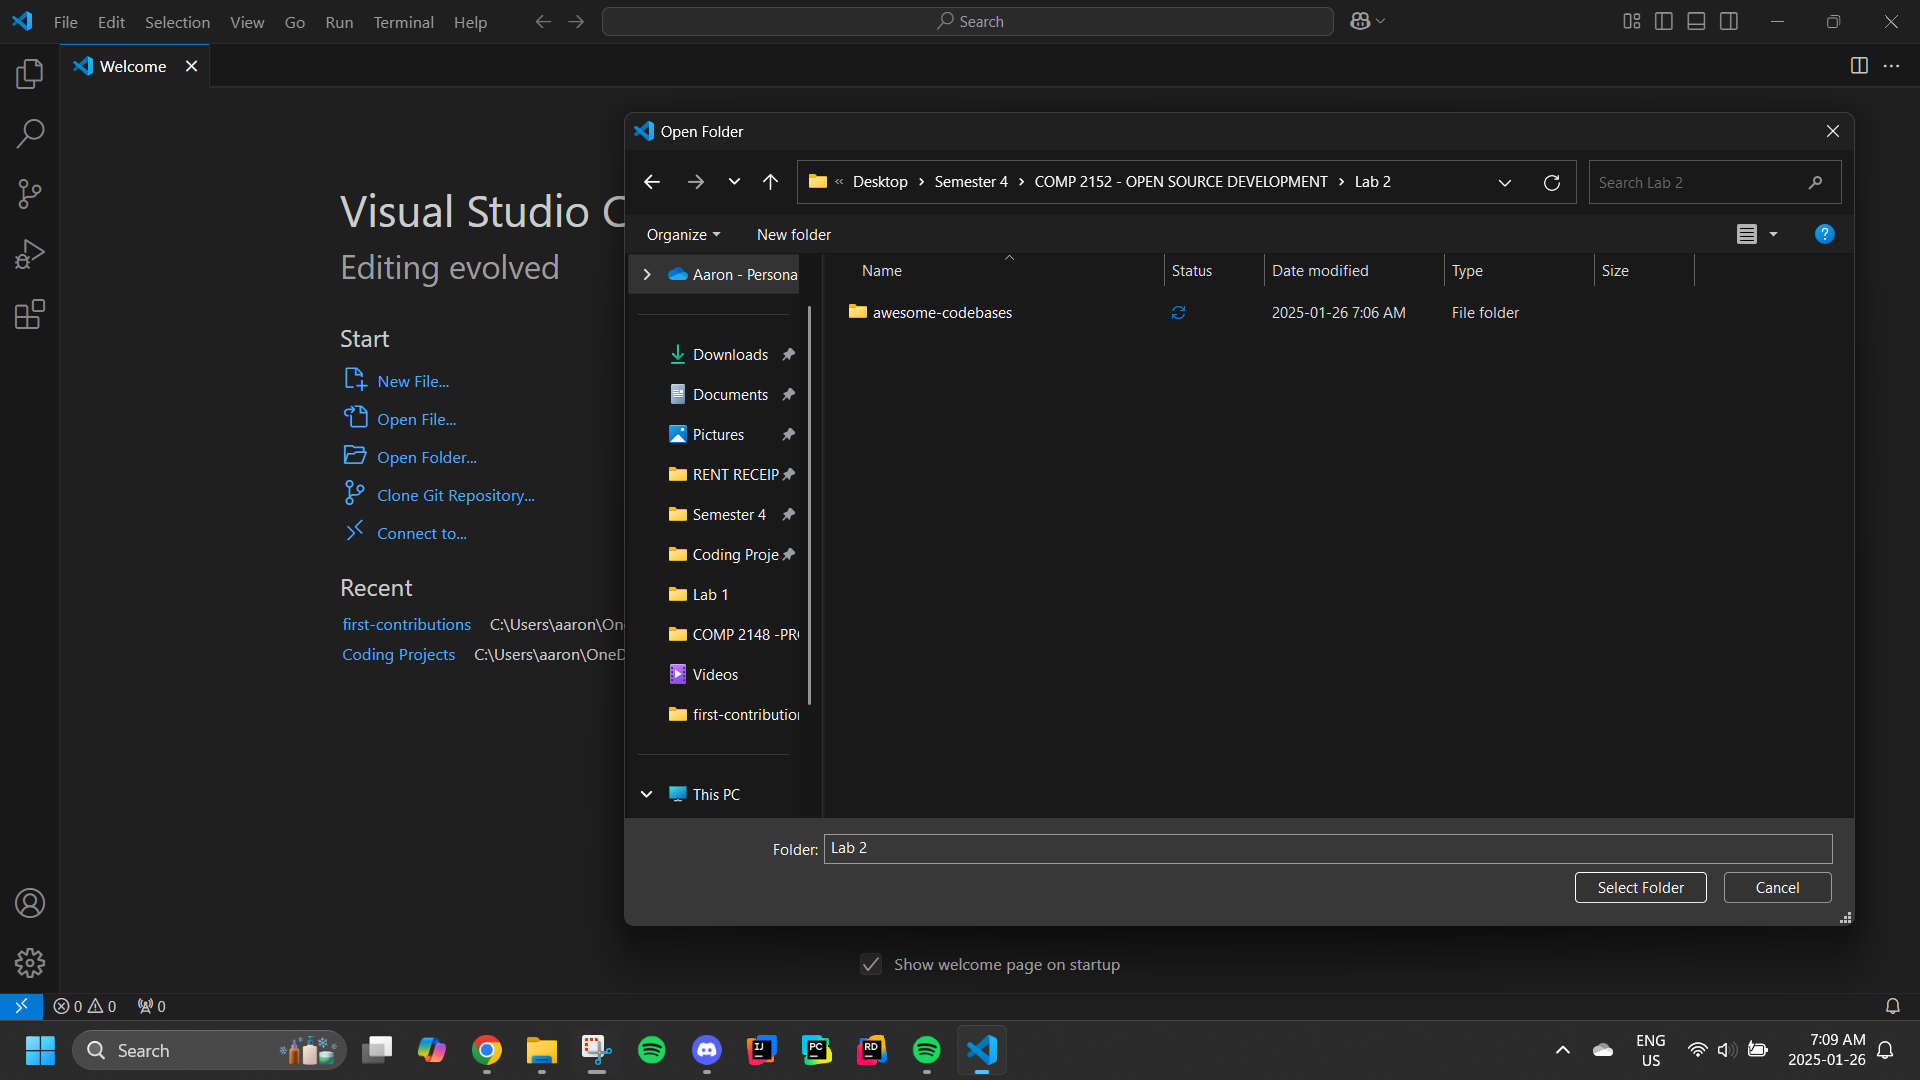 File Edit Selection View Go Run Terminal Help
Search
Welcome
Visual Studio C
Editing evolved
Start
New File...
Open File...
Open Folder...
Clone Git Repository...
Connect to...
Recent
first-contributions C:\Users\aaron\On
Coding Projects C:\Users\aaron\OneD
Open Folder
« Desktop › Semester 4 › COMP 2152 - OPEN SOURCE DEVELOPMENT › Lab 2
Search Lab 2
Organize New folder
?
Aaron - Persona
Downloads
Documents
Pictures
RENT RECEIP
Semester 4
Coding Proje
Lab 1
COMP 2148 -PR
Videos
first-contribution
This PC
Name Status Date modified Type Size
awesome-codebases 2025-01-26 7:06 AM File folder
Folder: Lab 2
Select Folder Cancel
Show welcome page on startup
0 0 0
Search
IJ
PC
RD
ENG
US
7:09 AM
2025-01-26